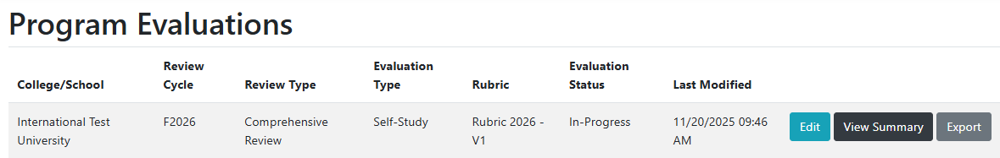 Program Evaluations
College/School
Review
Cycle
Review Type
Evaluation
Type
Rubric
Evaluation
Status
Last Modified
International Test
University
F2026
Comprehensive
Review
Self-Study
Rubric 2026 -
V1
In-Progress
11/20/2025 09:46
AM
Edit
View Summary
Export